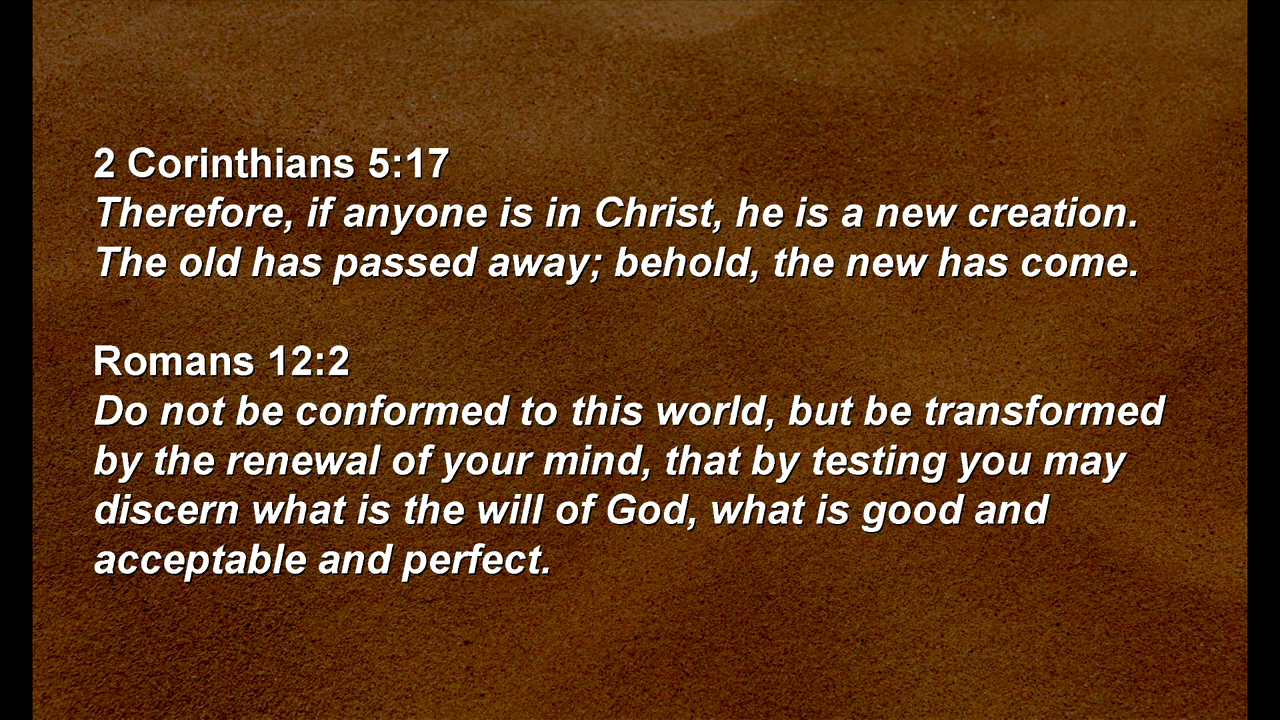 2 Corinthians 5:17
Therefore, if anyone is in Christ, he is a new creation.
The old has passed away; behold, the new has come.
Romans 12:2
Do not be conformed to this world, but be transformed
by the renewal of your mind, that by testing you may
discern what is the will of God, what is good and
acceptable and perfect.